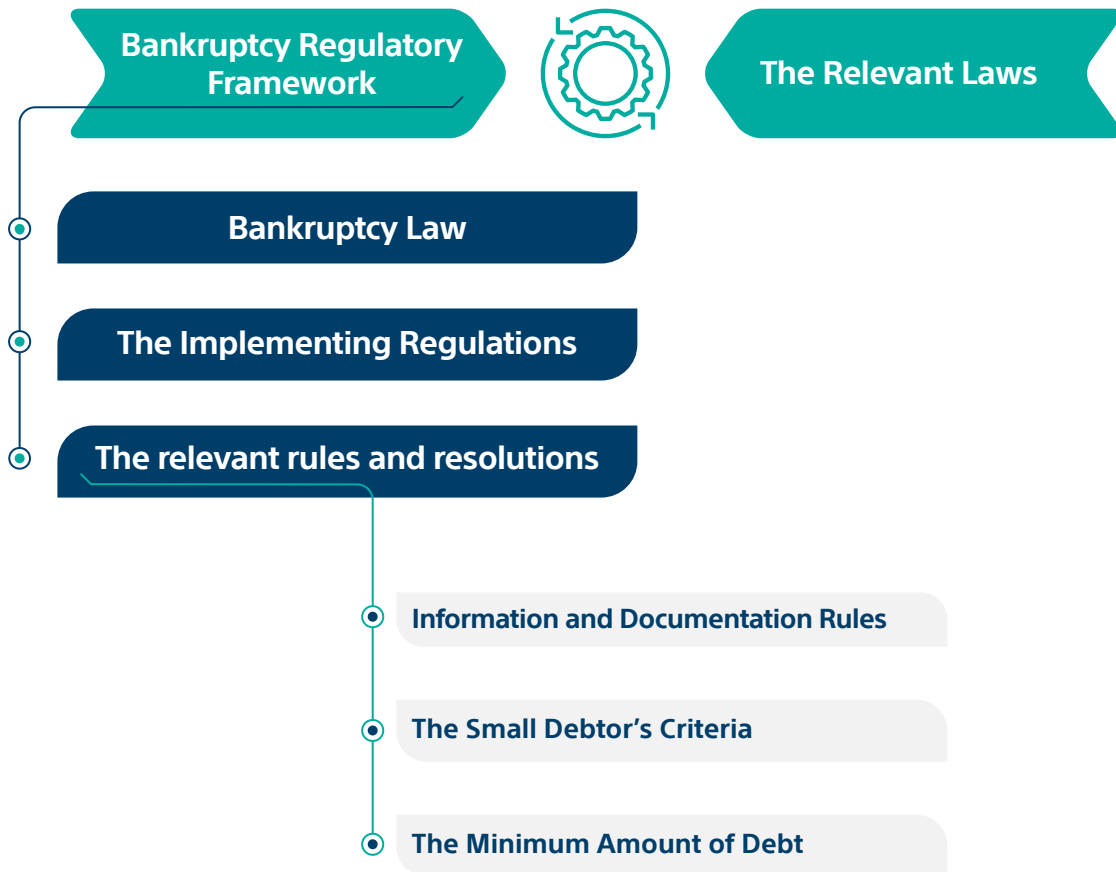 Bankruptcy Regulatory
Framework
The Relevant Laws
Bankruptcy Law
The Implementing Regulations
The relevant rules and resolutions
Information and Documentation Rules
The Small Debtor’s Criteria
The Minimum Amount of Debt